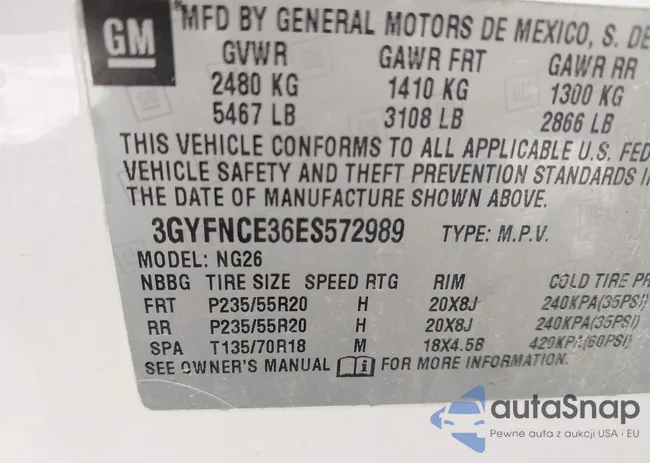 GM
MFD BY GENERAL MOTORS DE MEXICO, S. DE
GVWR GAWR FRT GAWR RR
2480 KG 1410 KG 1300 KG
5467 LB 3108 LB 2866 LB
THIS VEHICLE CONFORMS TO ALL APPLICABLE U.S. FED
VEHICLE SAFETY AND THEFT PREVENTION STANDARDS IN
THE DATE OF MANUFACTURE SHOWN ABOVE.
3GYFNCE36ES572989 TYPE: M.P.V.
MODEL: NG26
NBBG TIRE SIZE SPEED RTG RIM COLD TIRE PR
FRT P235/55R20 H 20X8J 240KPA(35PSI)
RR P235/55R20 H 20X8J 240KPA(35PSI)
SPA T135/70R18 M 18X4.5B 420KPA(60PSI)
SEE OWNER'S MANUAL i FOR MORE INFORMATION.
autaSnap
Pewne auta z aukcji USA i EU